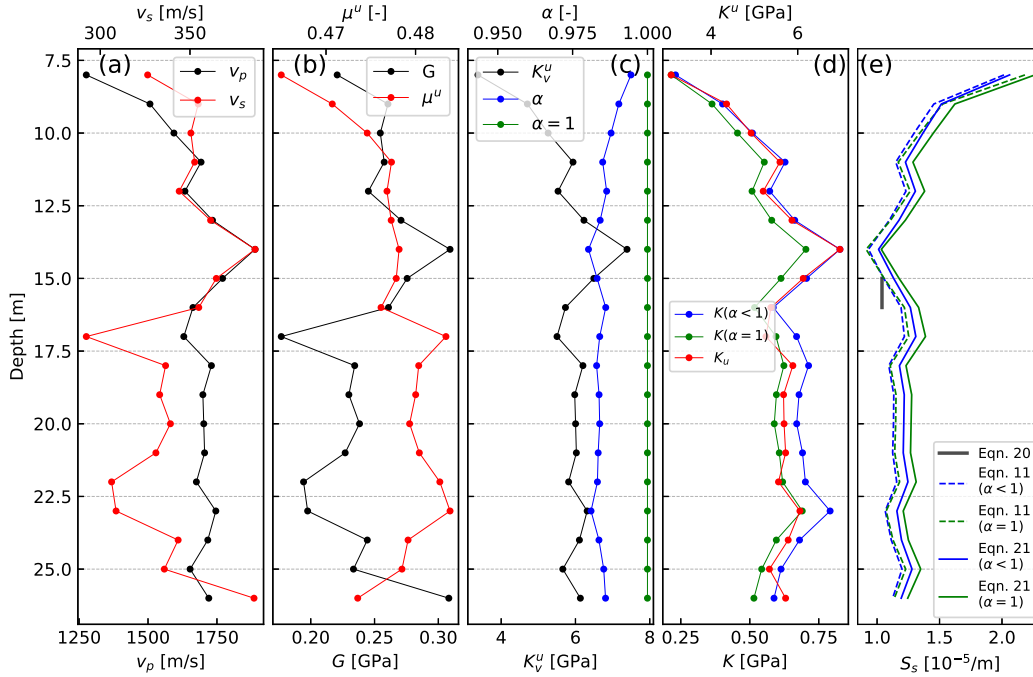 v_s [m/s]
μ^u [-]
α [-]
K^u [GPa]
300 350
0.47 0.48
0.950 0.975 1.000
4 6
(a)
(b)
(c)
(d)
(e)
v_p
v_s
G
μ^u
K_v^u
α
α = 1
K(α < 1)
K(α = 1)
K_u
Eqn. 20
Eqn. 11
(α < 1)
Eqn. 11
(α = 1)
Eqn. 21
(α < 1)
Eqn. 21
(α = 1)
Depth [m]
7.5
10.0
12.5
15.0
17.5
20.0
22.5
25.0
1250 1500 1750
0.20 0.25 0.30
4 6 8
0.25 0.50 0.75
1.0 1.5 2.0
v_p [m/s]
G [GPa]
K_v^u [GPa]
K [GPa]
S_s [10^-5/m]